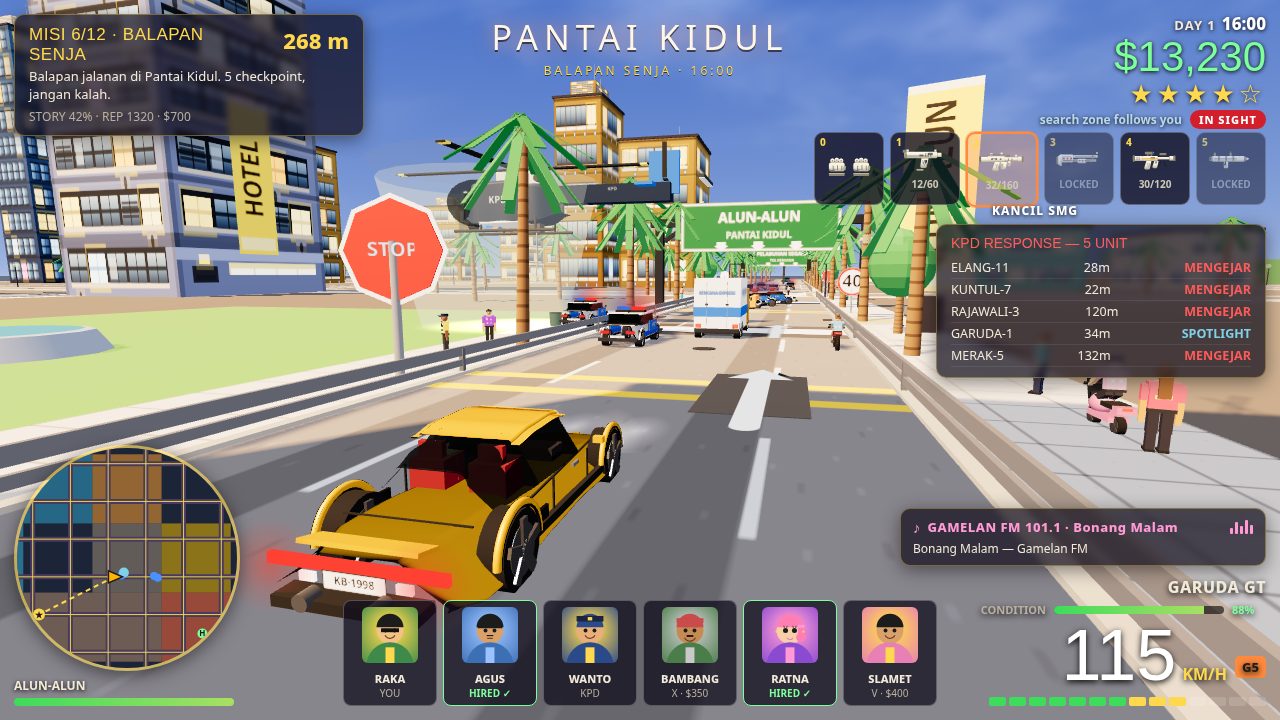 MISI 6/12 · BALAPAN SENJA
268 m
Balapan jalanan di Pantai Kidul. 5 checkpoint,
jangan kalah.
STORY 42% · REP 1320 · $700
PANTAI KIDUL
BALAPAN SENJA · 16:00
DAY 1 16:00
$13,230
search zone follows you IN SIGHT
0
1
12/60
32/160
3
LOCKED
4
30/120
5
LOCKED
KANCIL SMG
KPD RESPONSE — 5 UNIT
ELANG-11 28m MENGEJAR
KUNTUL-7 22m MENGEJAR
RAJAWALI-3 120m MENGEJAR
GARUDA-1 34m SPOTLIGHT
MERAK-5 132m MENGEJAR
HOTEL
STOP
KPD
ALUN-ALUN
PANTAI KIDUL
40
KB-1998
♪ GAMELAN FM 101.1 · Bonang Malam
Bonang Malam — Gamelan FM
GARUDA GT
CONDITION 88%
115 KM/H G5
H
ALUN-ALUN
RAKA
YOU
AGUS
HIRED ✓
WANTO
KPD
BAMBANG
X · $350
RATNA
HIRED ✓
SLAMET
V · $400